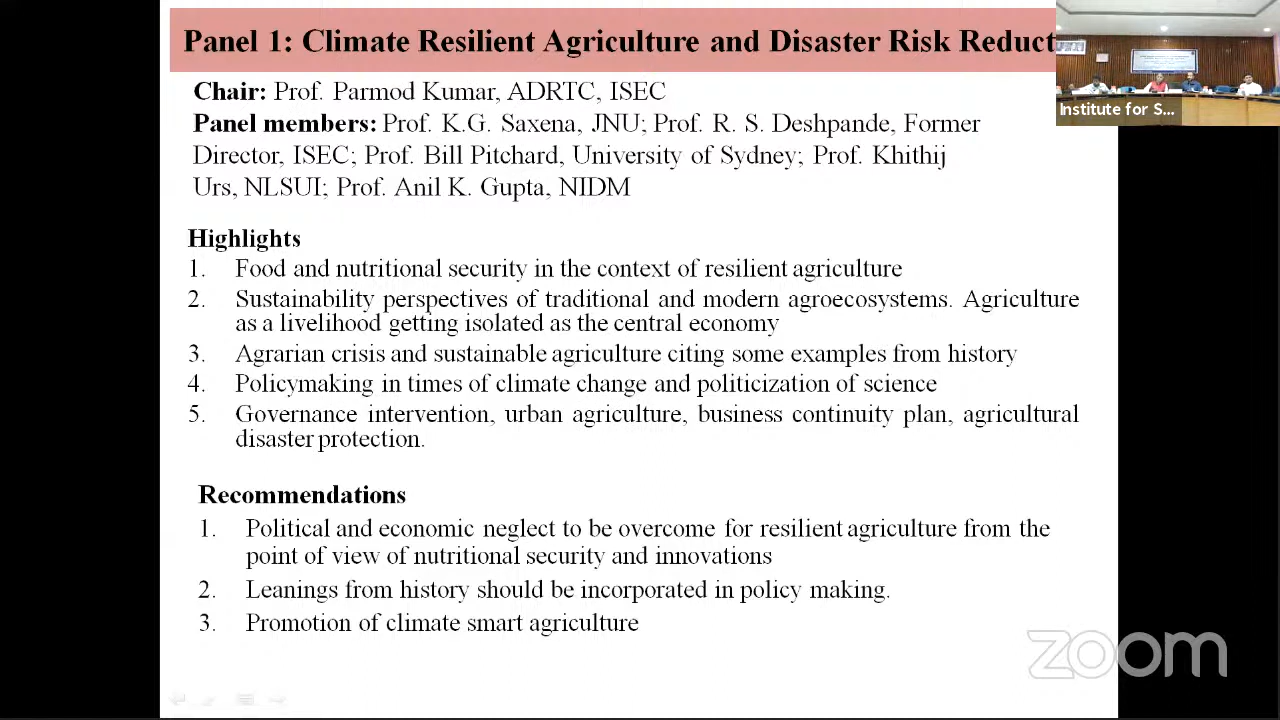 Panel 1: Climate Resilient Agriculture and Disaster Risk Reduct
Institute for S...
Chair: Prof. Parmod Kumar, ADRTC, ISEC
Panel members: Prof. K.G. Saxena, JNU; Prof. R. S. Deshpande, Former
Director, ISEC; Prof. Bill Pitchard, University of Sydney; Prof. Khithij
Urs, NLSUI; Prof. Anil K. Gupta, NIDM
Highlights
1. Food and nutritional security in the context of resilient agriculture
2. Sustainability perspectives of traditional and modern agroecosystems. Agriculture
as a livelihood getting isolated as the central economy
3. Agrarian crisis and sustainable agriculture citing some examples from history
4. Policymaking in times of climate change and politicization of science
5. Governance intervention, urban agriculture, business continuity plan, agricultural
disaster protection.
Recommendations
1. Political and economic neglect to be overcome for resilient agriculture from the
point of view of nutritional security and innovations
2. Leanings from history should be incorporated in policy making.
3. Promotion of climate smart agriculture
zoom